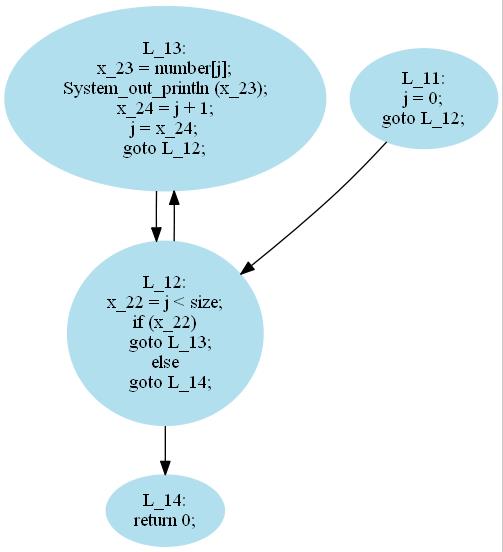 L_13:
x_23 = number[j];
System_out_println (x_23);
x_24 = j + 1;
j = x_24;
goto L_12;
L_11:
j = 0;
goto L_12;
L_12:
x_22 = j < size;
if (x_22)
goto L_13;
else
goto L_14;
L_14:
return 0;